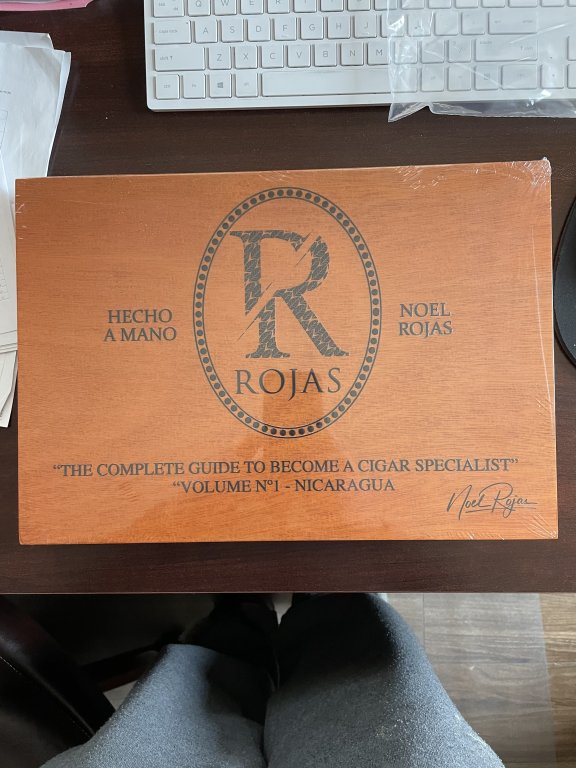 R
HECHO
A MANO
NOEL
ROJAS
ROJAS
“THE COMPLETE GUIDE TO BECOME A CIGAR SPECIALIST”
“VOLUME Nº1 - NICARAGUA
Noel Rojas